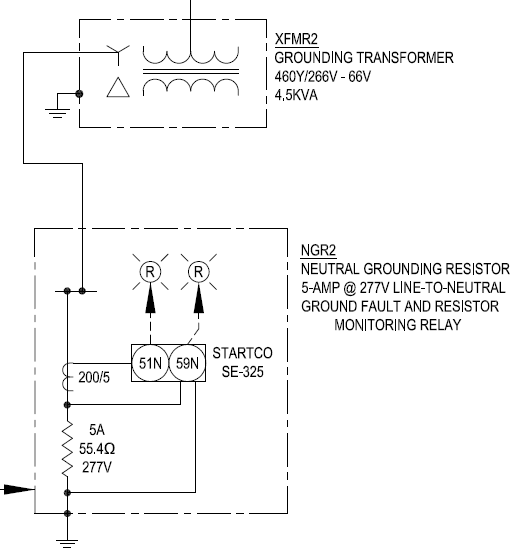 XFMR2
GROUNDING TRANSFORMER
460Y/266V - 66V
4,5KVA
NGR2
NEUTRAL GROUNDING RESISTOR
5-AMP @ 277V LINE-TO-NEUTRAL
GROUND FAULT AND RESISTOR
MONITORING RELAY
R R
51N 59N
STARTCO
SE-325
200/5
5A
55.4Ω
277V